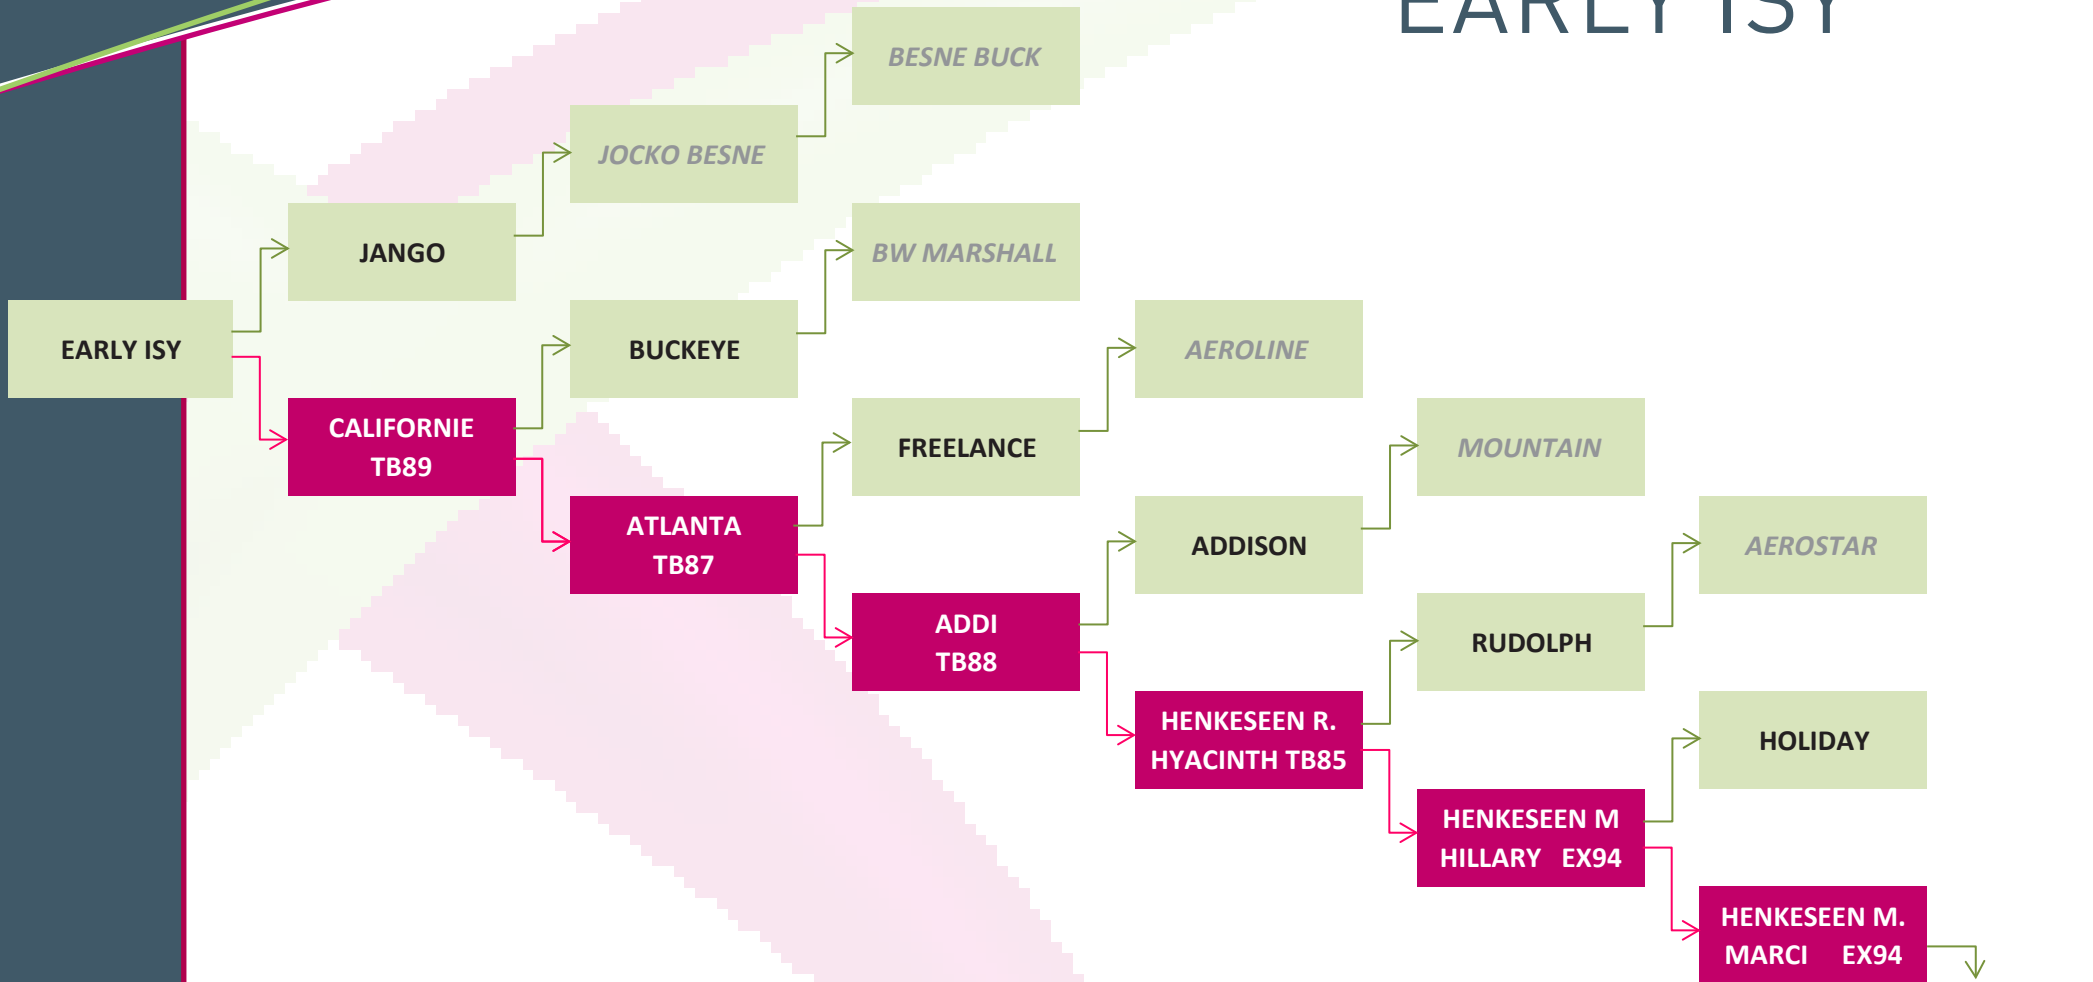 EARLY ISY
BESNE BUCK
JOCKO BESNE
JANGO
BW MARSHALL
EARLY ISY
BUCKEYE
AEROLINE
CALIFORNIE
TB89
FREELANCE
MOUNTAIN
ATLANTA
TB87
ADDISON
AEROSTAR
ADDI
TB88
RUDOLPH
HENKESEEN R.
HYACINTH TB85
HOLIDAY
HENKESEEN M
HILLARY EX94
HENKESEEN M.
MARCI EX94